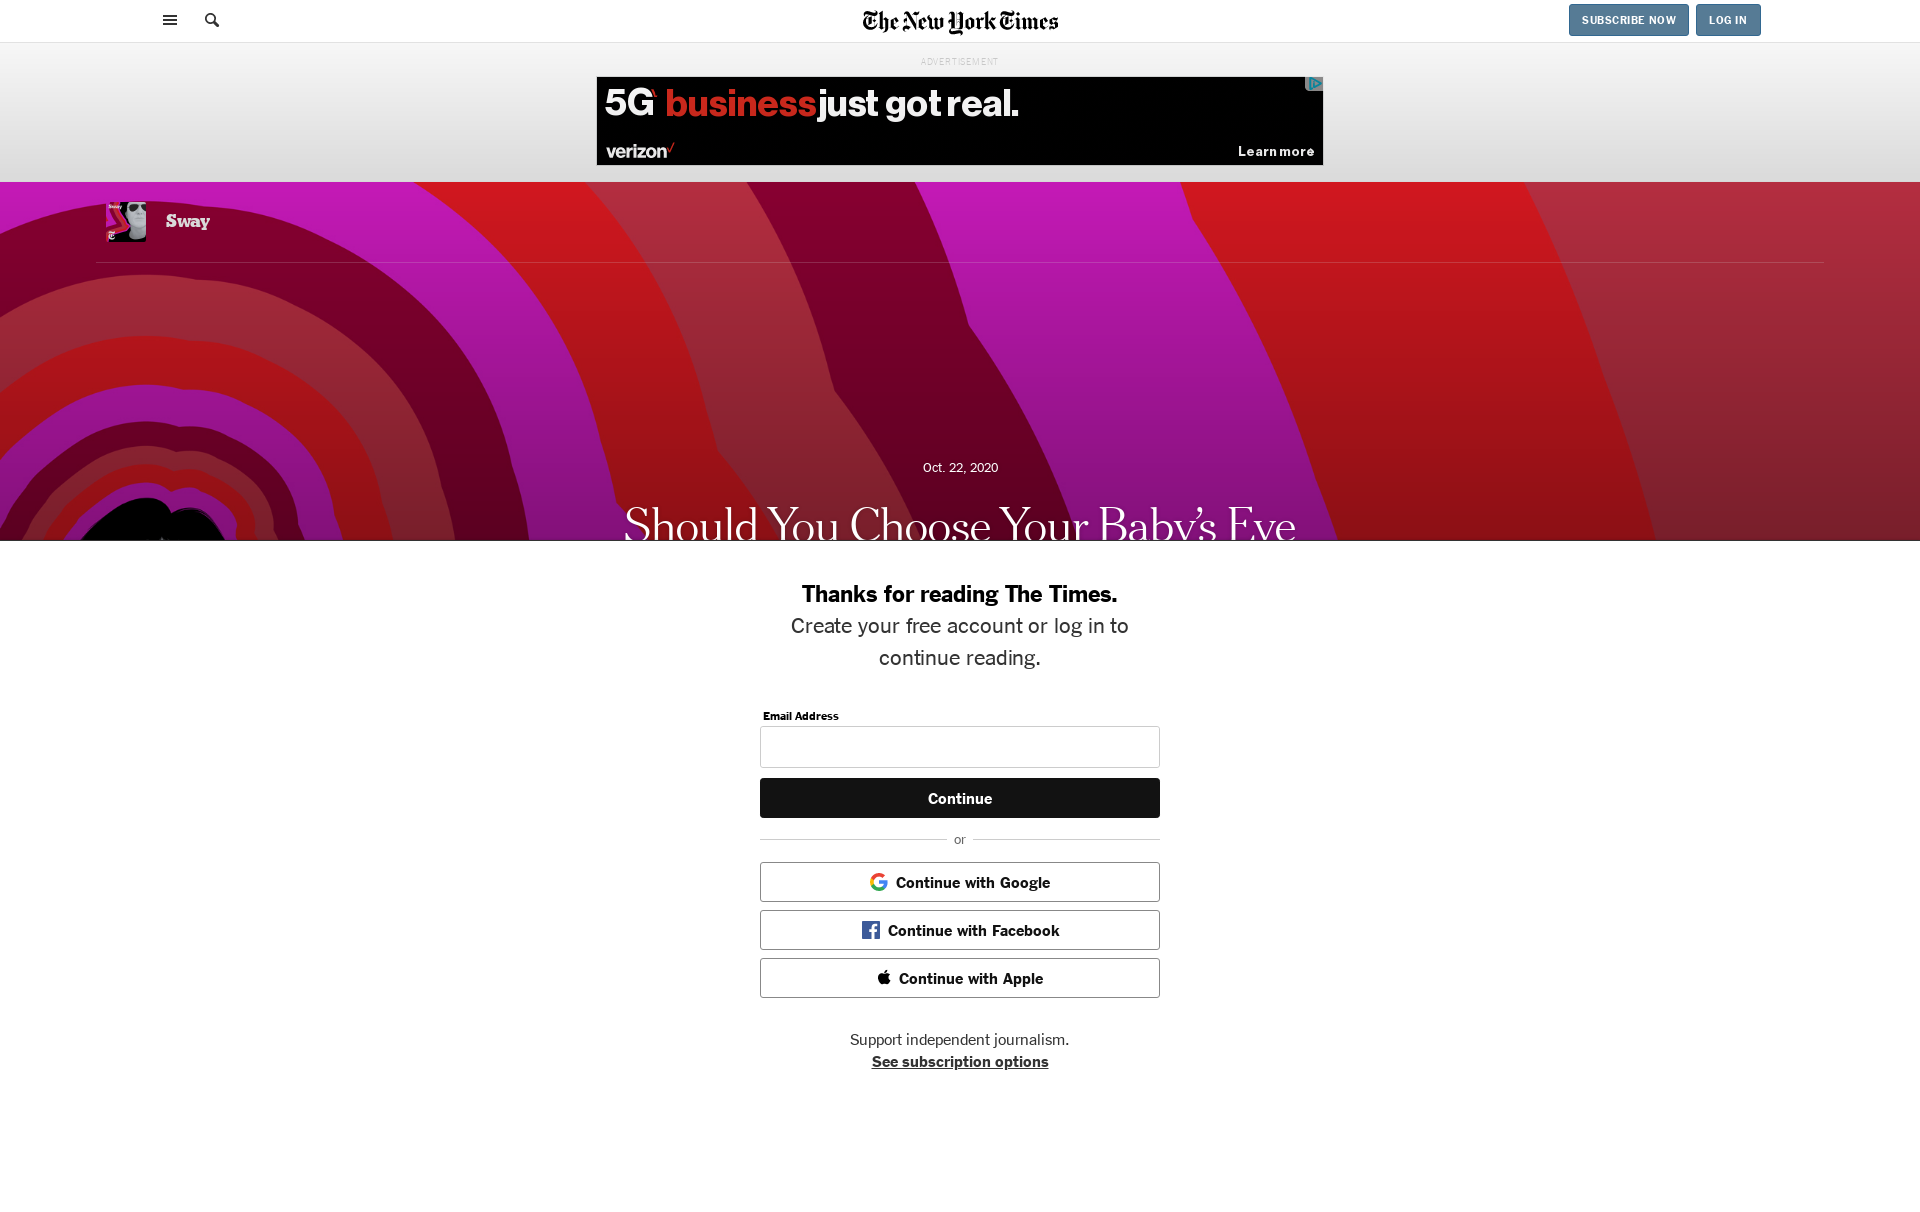 The New York Times
SUBSCRIBE NOW
LOG IN
ADVERTISEMENT
5G business just got real.
verizon
Learn more
Sway
Sway
Oct. 22, 2020
Should You Choose Your Baby's Eye
Thanks for reading The Times.
Create your free account or log in to
continue reading.
Email Address
Continue
or
Continue with Google
Continue with Facebook
Continue with Apple
Support independent journalism.
See subscription options